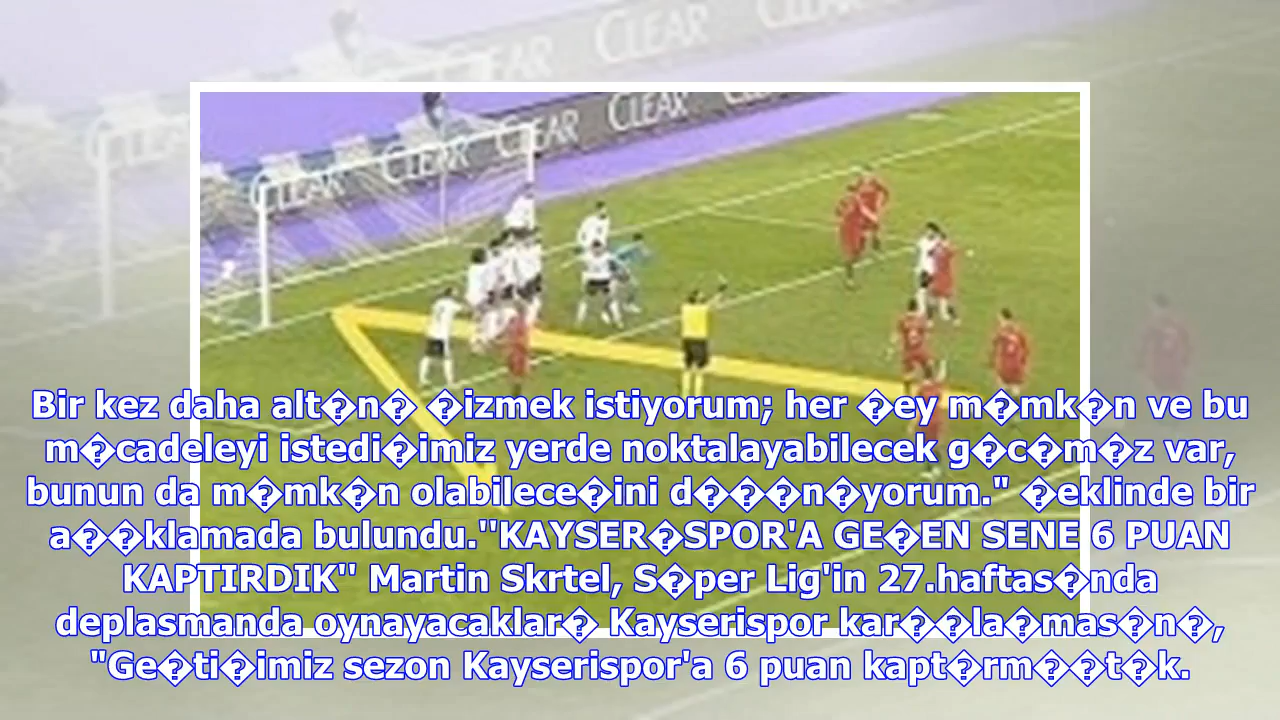 CLEAR
CLEAR
CLEAR
CLEAR
CLEAR
CLEAR
Bir kez daha alt�n� �izmek istiyorum; her �ey m�mk�n ve bu
m�cadeleyi istedi�imiz yerde noktalayabilecek g�c�m�z var,
bunun da m�mk�n olabilece�ini d���n�yorum." �eklinde bir
a��klamada bulundu.''KAYSER�SPOR'A GE�EN SENE 6 PUAN
KAPTIRDIK'' Martin Skrtel, S�per Lig'in 27.haftas�nda
deplasmanda oynayacaklar� Kayserispor kar��la�mas�n�,
"Ge�ti�imiz sezon Kayserispor'a 6 puan kapt�rm��t�k.